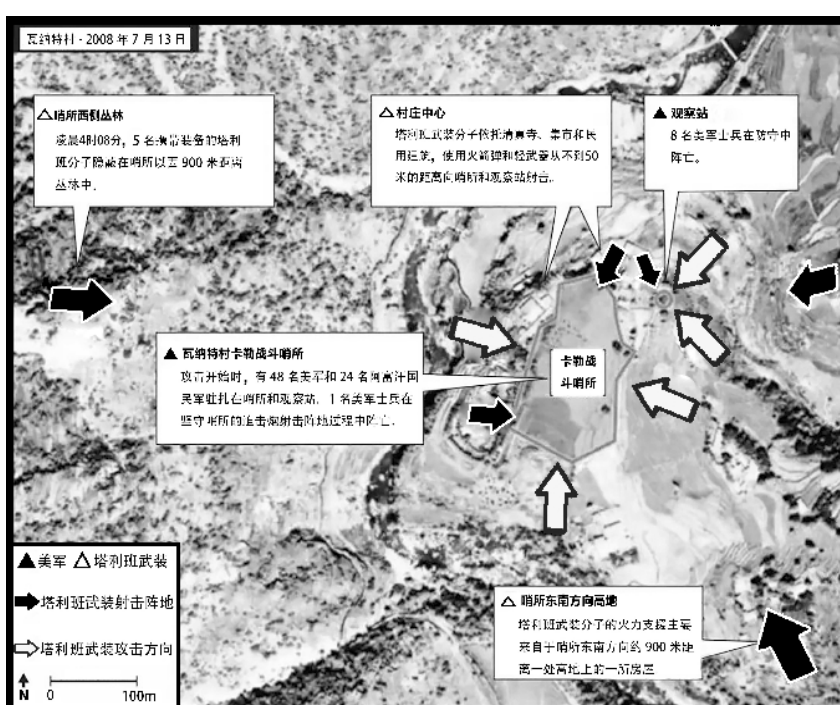 瓦纳特村 - 2008 年 7 月 13 日
△哨所西侧丛林
凌晨4时08分，5 名携带装备的塔利
班分子隐蔽在哨所以西 900 米距离
丛林中.
△ 村庄中心
塔利班武装分子依托清真寺、集市和民
用建筑，使用火箭弹和轻武器从不到50
米的距离向哨所和观察站射击.
▲ 观察站
8 名美军士兵在防守中
阵亡。
▲ 瓦纳特村卡勒战斗哨所
攻击开始时，有 48 名美军和 24 名阿富汗国
民军驻扎在哨所和观察站. 1 名美军士兵在
坚守哨所的迫击炮射击阵地过程中阵亡.
卡勒战
斗哨所
△ 哨所东南方向高地
塔利班武装分子的火力支援主要
来自于哨所东南方向约 900 米距
离一处高地上的一所房屋
▲美军 △塔利班武装
塔利班武装射击阵地
塔利班武装攻击方向
N 0 100m